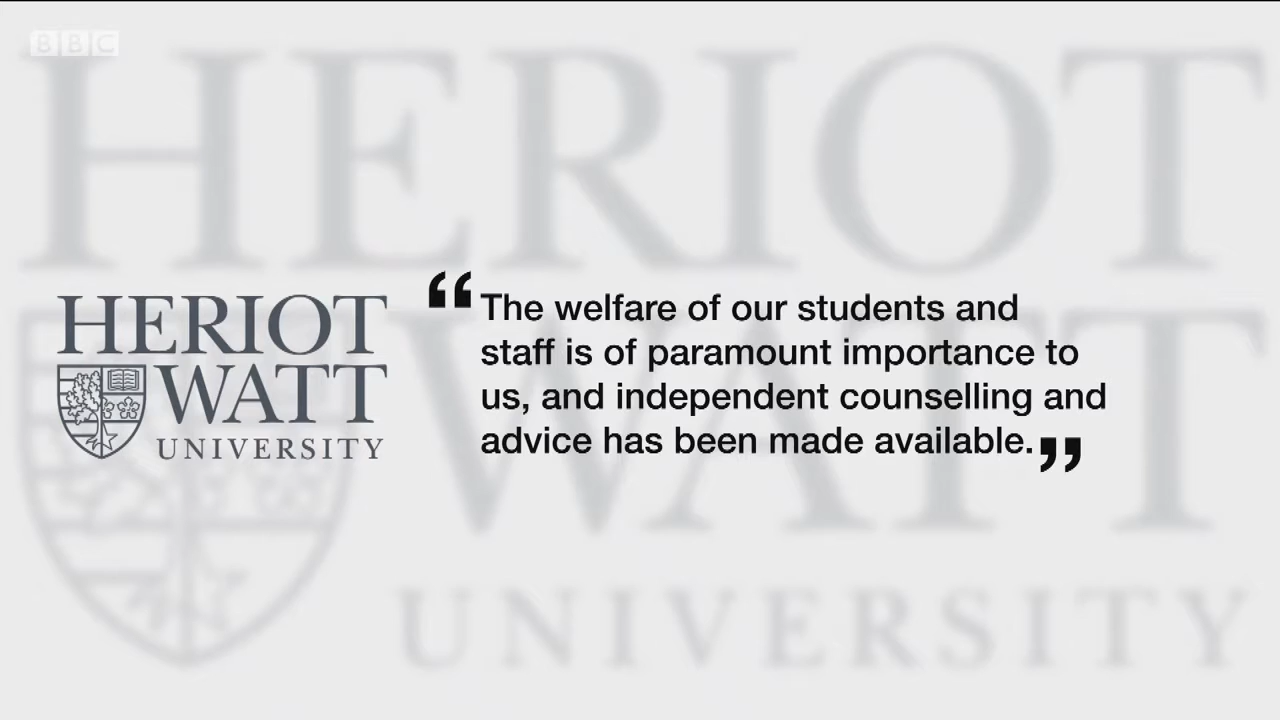 BBC
HERIOT
WATT
UNIVERSITY
HERIOT
WATT
UNIVERSITY
“The welfare of our students and
staff is of paramount importance to
us, and independent counselling and
advice has been made available.”